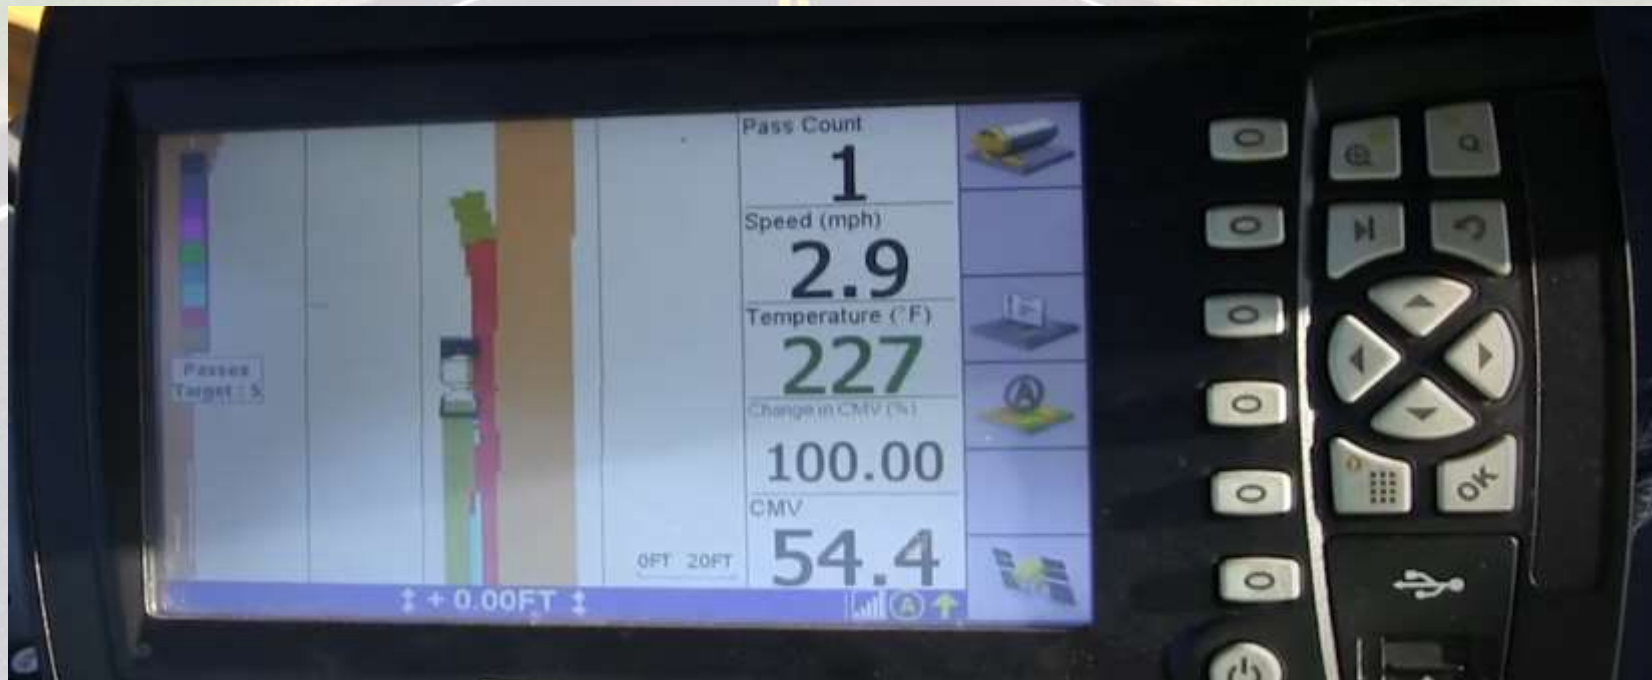 Pass Count
1
Speed (mph)
2.9
Temperature (°F)
227
Change in CMV (%)
100.00
CMV
54.4
Passes
Target : 5
0FT 20FT
+ 0.00FT
A
A
OK